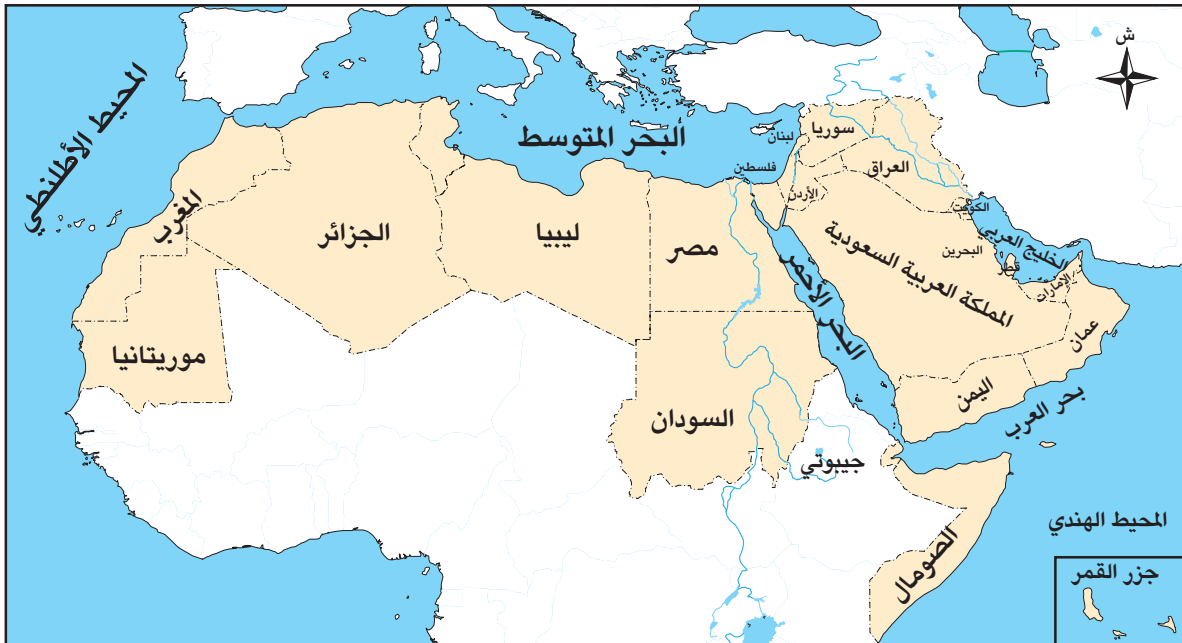 ش
المحيط الأطلنطي
البحر المتوسط
لبنان
سوريا
فلسطين
العراق
الأردن
الكويت
المغرب
الجزائر
ليبيا
مصر
البحر الأحمر
المملكة العربية السعودية
الخليج العربي
البحرين
قطر
الإمارات
عمان
موريتانيا
السودان
اليمن
بحر العرب
جيبوتي
الصومال
المحيط الهندي
جزر القمر